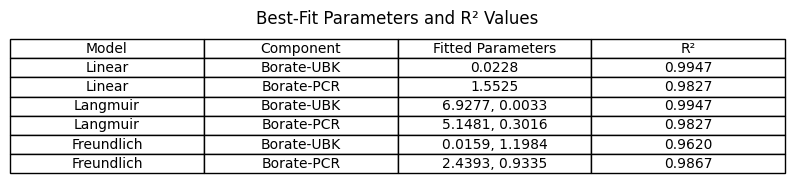 Best-Fit Parameters and R² Values
Model Component Fitted Parameters R²
Linear Borate-UBK 0.0228 0.9947
Linear Borate-PCR 1.5525 0.9827
Langmuir Borate-UBK 6.9277, 0.0033 0.9947
Langmuir Borate-PCR 5.1481, 0.3016 0.9827
Freundlich Borate-UBK 0.0159, 1.1984 0.9620
Freundlich Borate-PCR 2.4393, 0.9335 0.9867